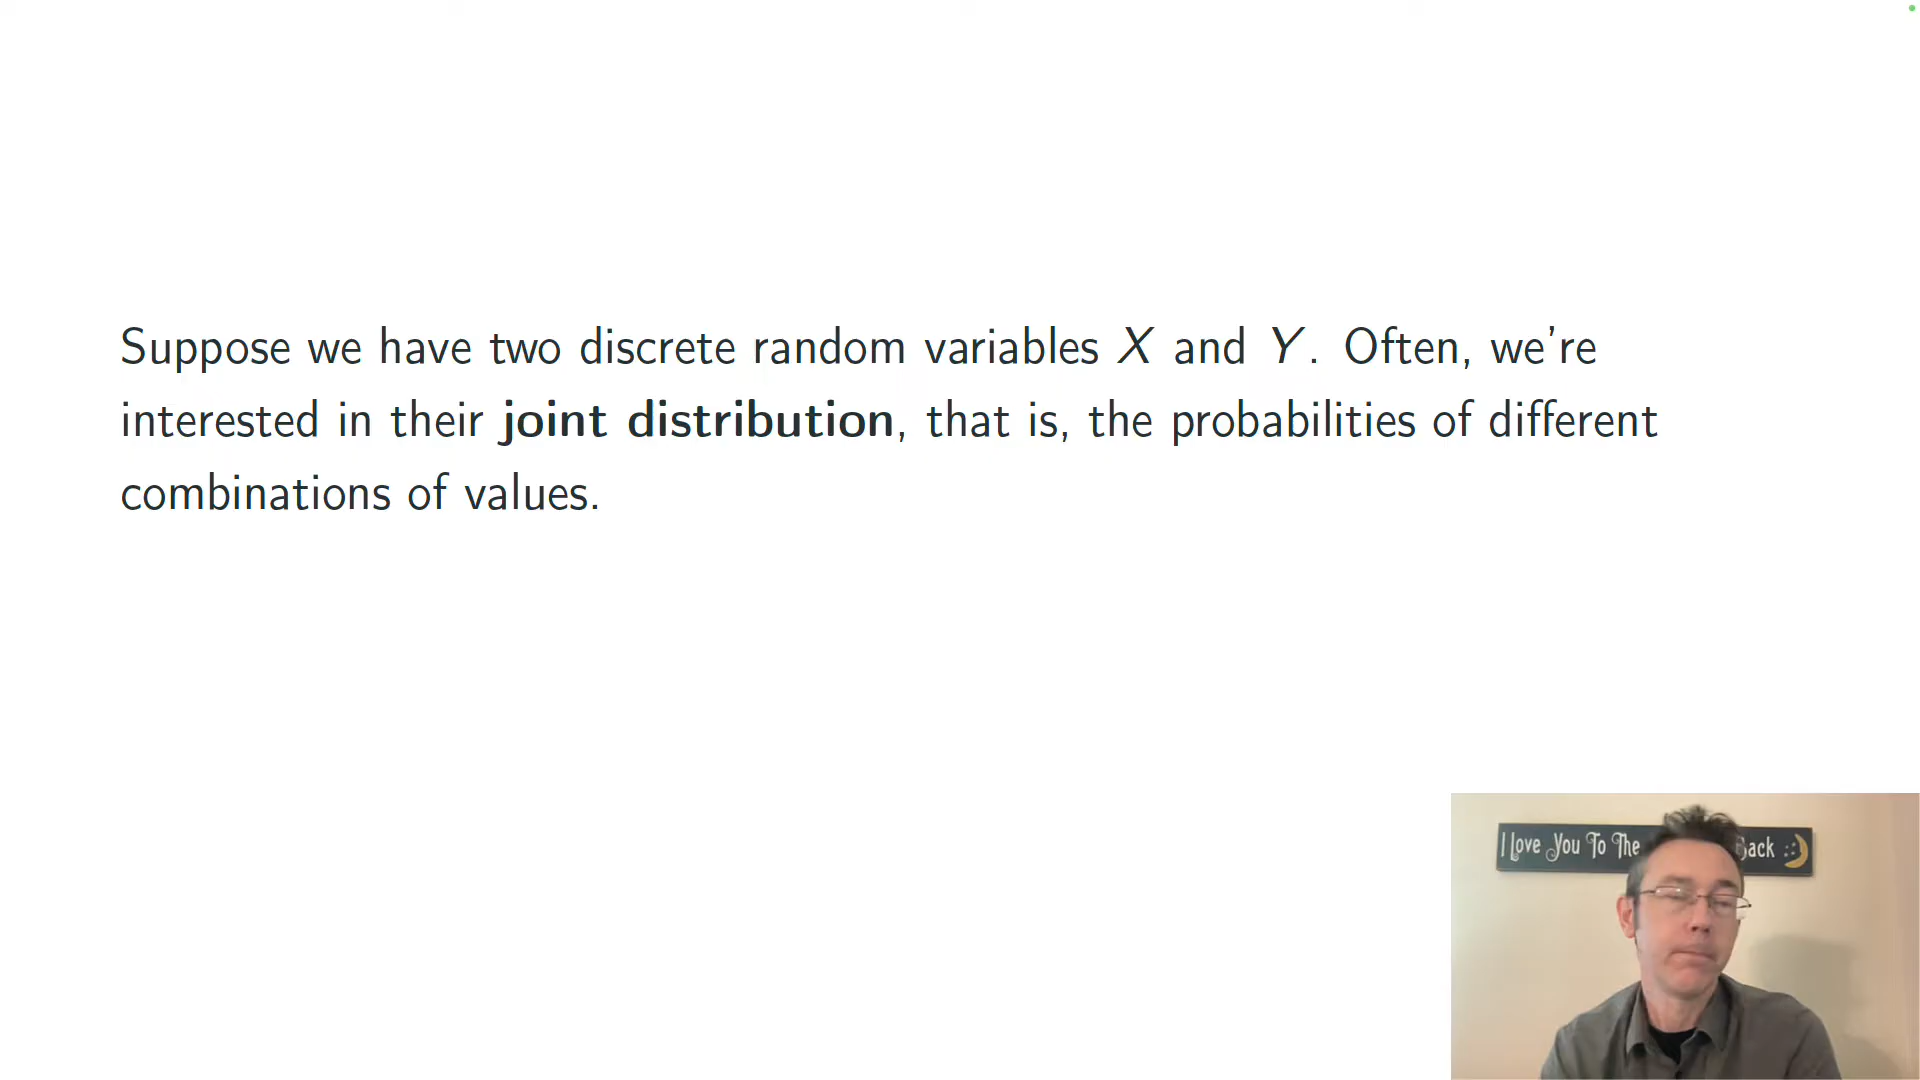 Suppose we have two discrete random variables X and Y. Often, we're
interested in their joint distribution, that is, the probabilities of different
combinations of values.
I Love You To The Back